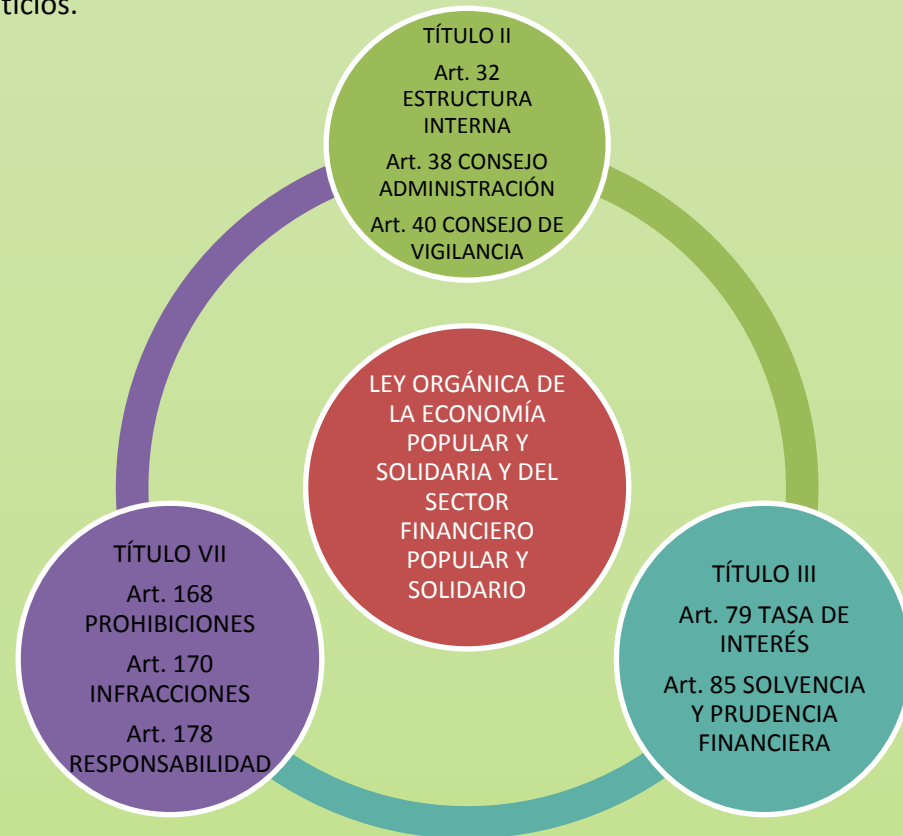 ticios.
TÍTULO II
Art. 32
ESTRUCTURA
INTERNA
Art. 38 CONSEJO
ADMINISTRACIÓN
Art. 40 CONSEJO DE
VIGILANCIA
LEY ORGÁNICA DE
LA ECONOMÍA
POPULAR Y
SOLIDARIA Y DEL
SECTOR
FINANCIERO
POPULAR Y
SOLIDARIO
TÍTULO VII
Art. 168
PROHIBICIONES
Art. 170
INFRACCIONES
Art. 178
RESPONSABILIDAD
TÍTULO III
Art. 79 TASA DE
INTERÉS
Art. 85 SOLVENCIA
Y PRUDENCIA
FINANCIERA